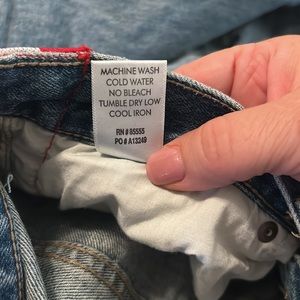 MACHINE WASH
COLD WATER
NO BLEACH
TUMBLE DRY LOW
COOL IRON
RN # 85555
PO # A13249